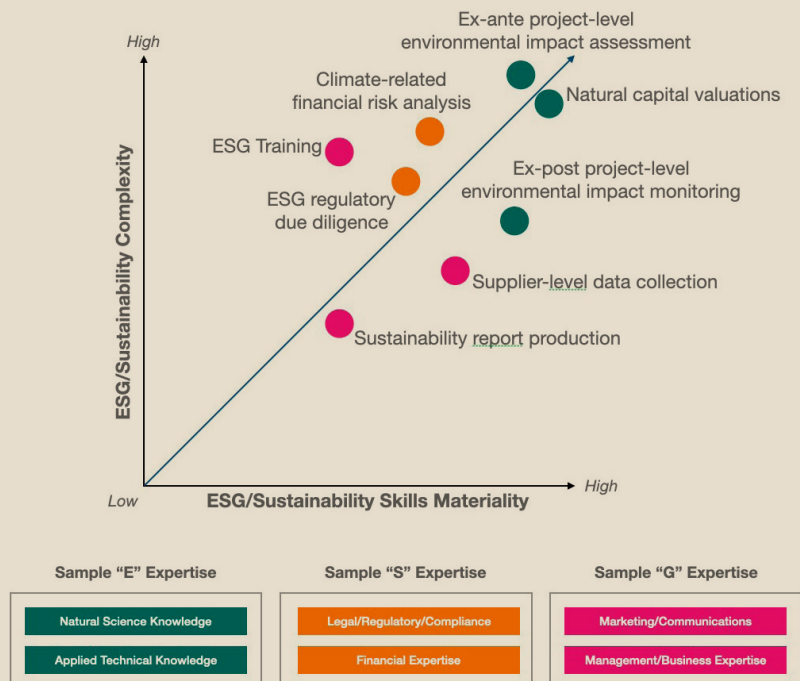 Ex-ante project-level
environmental impact assessment
High
Climate-related
financial risk analysis
Natural capital valuations
ESG Training
Ex-post project-level
environmental impact monitoring
ESG regulatory
due diligence
ESG/Sustainability Complexity
Supplier-level data collection
Sustainability report production
Low
ESG/Sustainability Skills Materiality
High
Sample “E” Expertise
Sample “S” Expertise
Sample “G” Expertise
Natural Science Knowledge
Legal/Regulatory/Compliance
Marketing/Communications
Applied Technical Knowledge
Financial Expertise
Management/Business Expertise